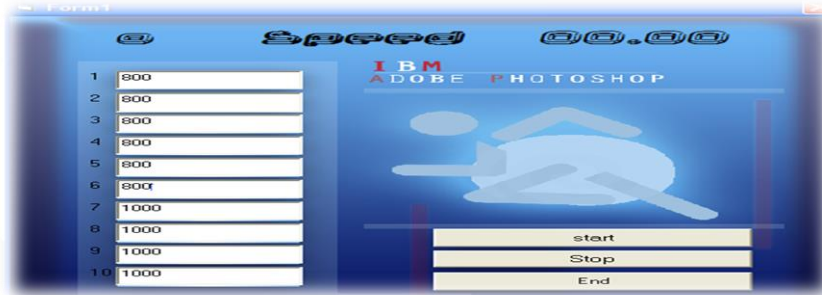 Form1
0 Speed 00.00
IBM
ADOBE PHOTOSHOP
1 800
2 800
3 800
4 800
5 800
6 800
7 1000
8 1000
9 1000
10 1000
start
Stop
End